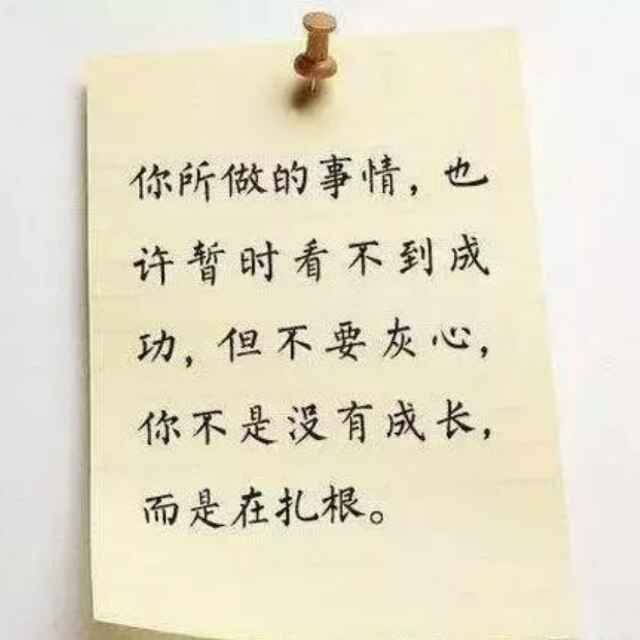 你所做的事情，也
许暂时看不到成
功，但不要灰心，
你不是没有成长，
而是在扎根。